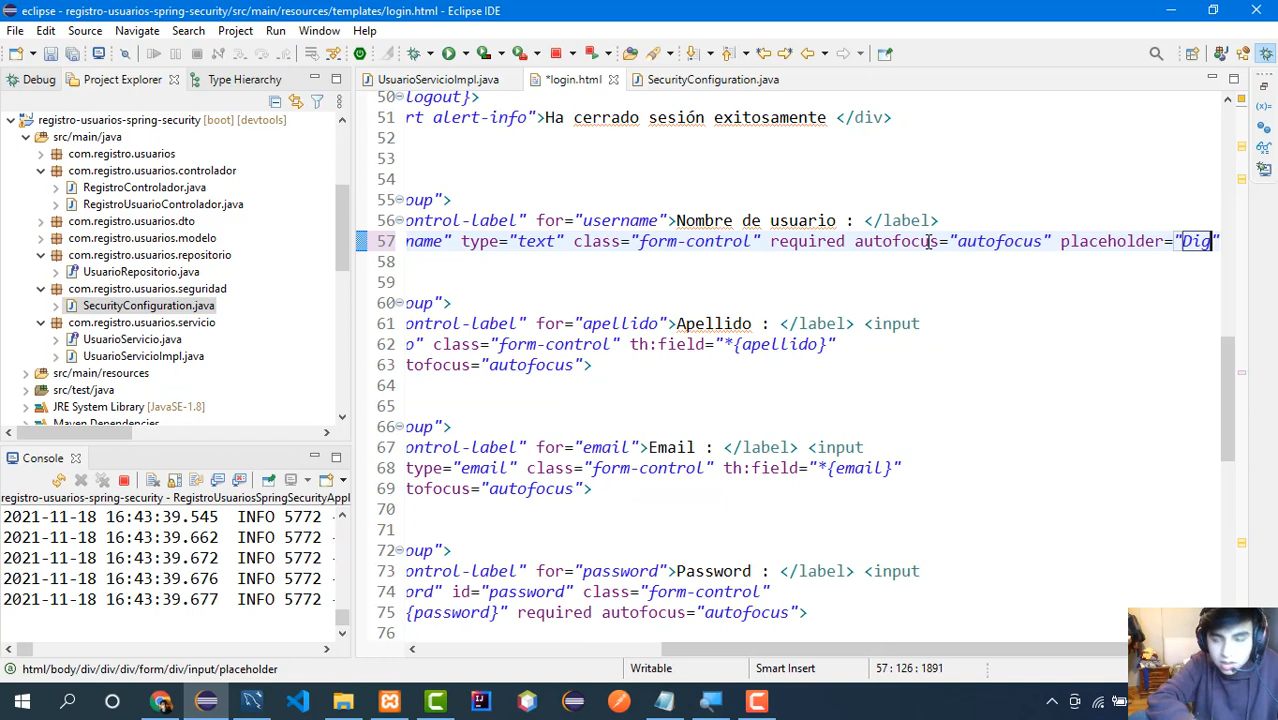 eclipse - registro-usuarios-spring-security/src/main/resources/templates/login.html - Eclipse IDE
File Edit Source Navigate Search Project Run Window Help
Debug Project Explorer Type Hierarchy
UsuarioServicioImpl.java *login.html SecurityConfiguration.java
registro-usuarios-spring-security [boot] [devtools]
src/main/java
com.registro.usuarios
com.registro.usuarios.controlador
RegistroControlador.java
RegistroUsuarioControlador.java
com.registro.usuarios.dto
com.registro.usuarios.modelo
com.registro.usuarios.repositorio
UsuarioRepositorio.java
com.registro.usuarios.seguridad
SecurityConfiguration.java
com.registro.usuarios.servicio
UsuarioServicio.java
UsuarioServicioImpl.java
src/main/resources
src/test/java
JRE System Library [JavaSE-1.8]
Maven Dependencies
50 logout}>
51 rt alert-info">Ha cerrado sesión exitosamente </div>
52
53
54
55 oup">
56 ontrol-label" for="username">Nombre de usuario : </label>
57 name" type="text" class="form-control" required autofocus="autofocus" placeholder="Dig"
58
59
60 oup">
61 ontrol-label" for="apellido">Apellido : </label> <input
62 o" class="form-control" th:field="*{apellido}"
63 tofocus="autofocus">
64
65
66 oup">
67 ontrol-label" for="email">Email : </label> <input
68 type="email" class="form-control" th:field="*{email}"
69 tofocus="autofocus">
70
71
72 oup">
73 ontrol-label" for="password">Password : </label> <input
74 ord" id="password" class="form-control"
75 {password}" required autofocus="autofocus">
76
Console
registro-usuarios-spring-security - RegistroUsuariosSpringSecurityAppl
2021-11-18 16:43:39.545 INFO 5772
2021-11-18 16:43:39.662 INFO 5772
2021-11-18 16:43:39.672 INFO 5772
2021-11-18 16:43:39.676 INFO 5772
2021-11-18 16:43:39.677 INFO 5772
html/body/div/div/div/form/div/input/placeholder
Writable
Smart Insert
57 : 126 : 1891